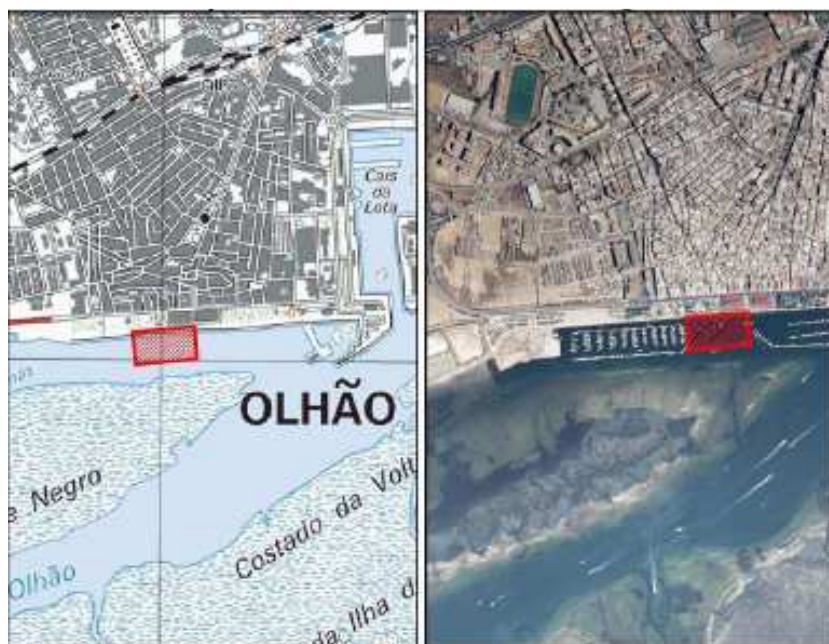 Cais
da
Lota
OLHÃO
e Negro
Costado da Volt
Olhão
da Ilha d